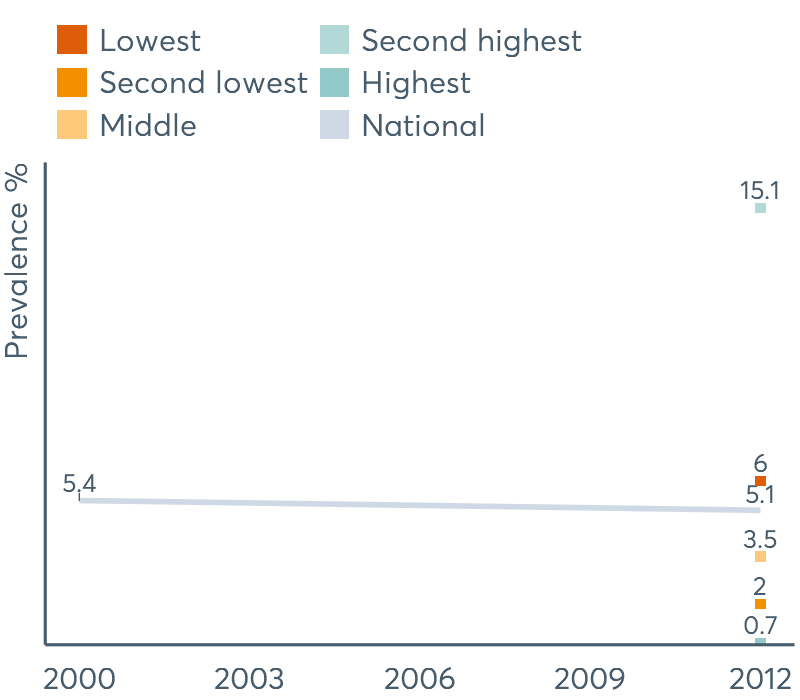 Lowest
Second lowest
Middle
Second highest
Highest
National
Prevalence %
15.1
6
5.4
5.1
3.5
2
0.7
2000 2003 2006 2009 2012